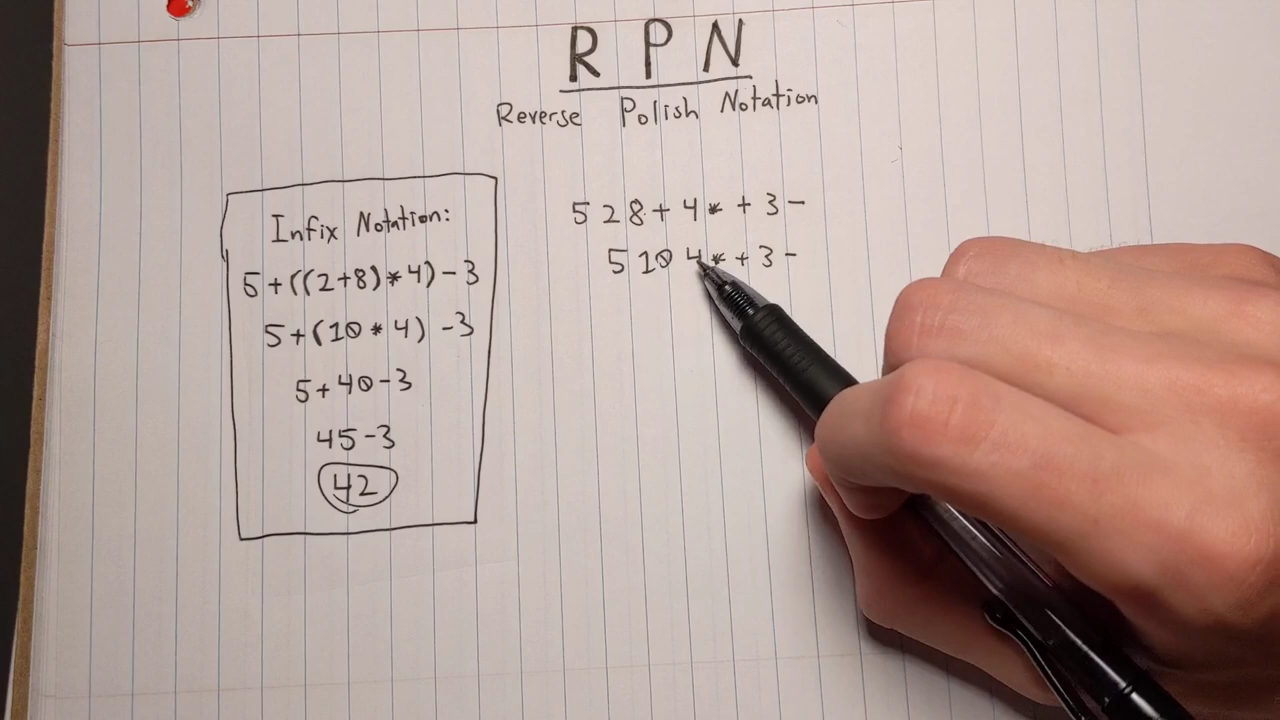 R P N
Reverse Polish Notation
Infix Notation:
5+((2+8)*4)-3
5+(10*4) -3
5+40-3
45-3
42
5 2 8 + 4 * + 3 -
5 10 4 * + 3 -